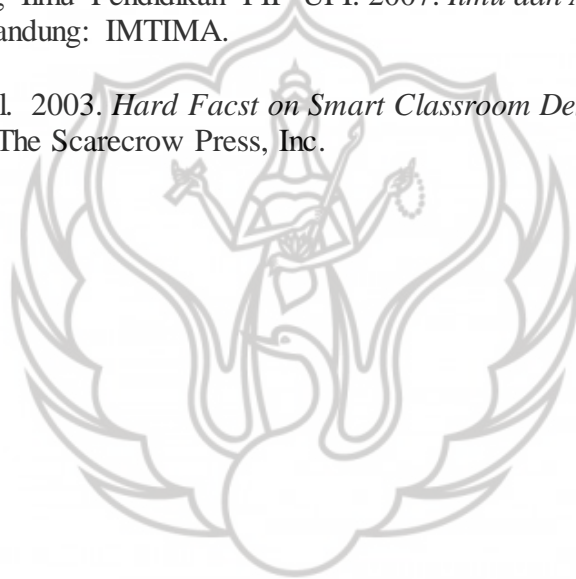 Ilmu Pendidikan FIP UPI. 2007. Ilmu dan
andung: IMTIMA.
l. 2003. Hard Facst on Smart Classroom De
The Scarecrow Press, Inc.